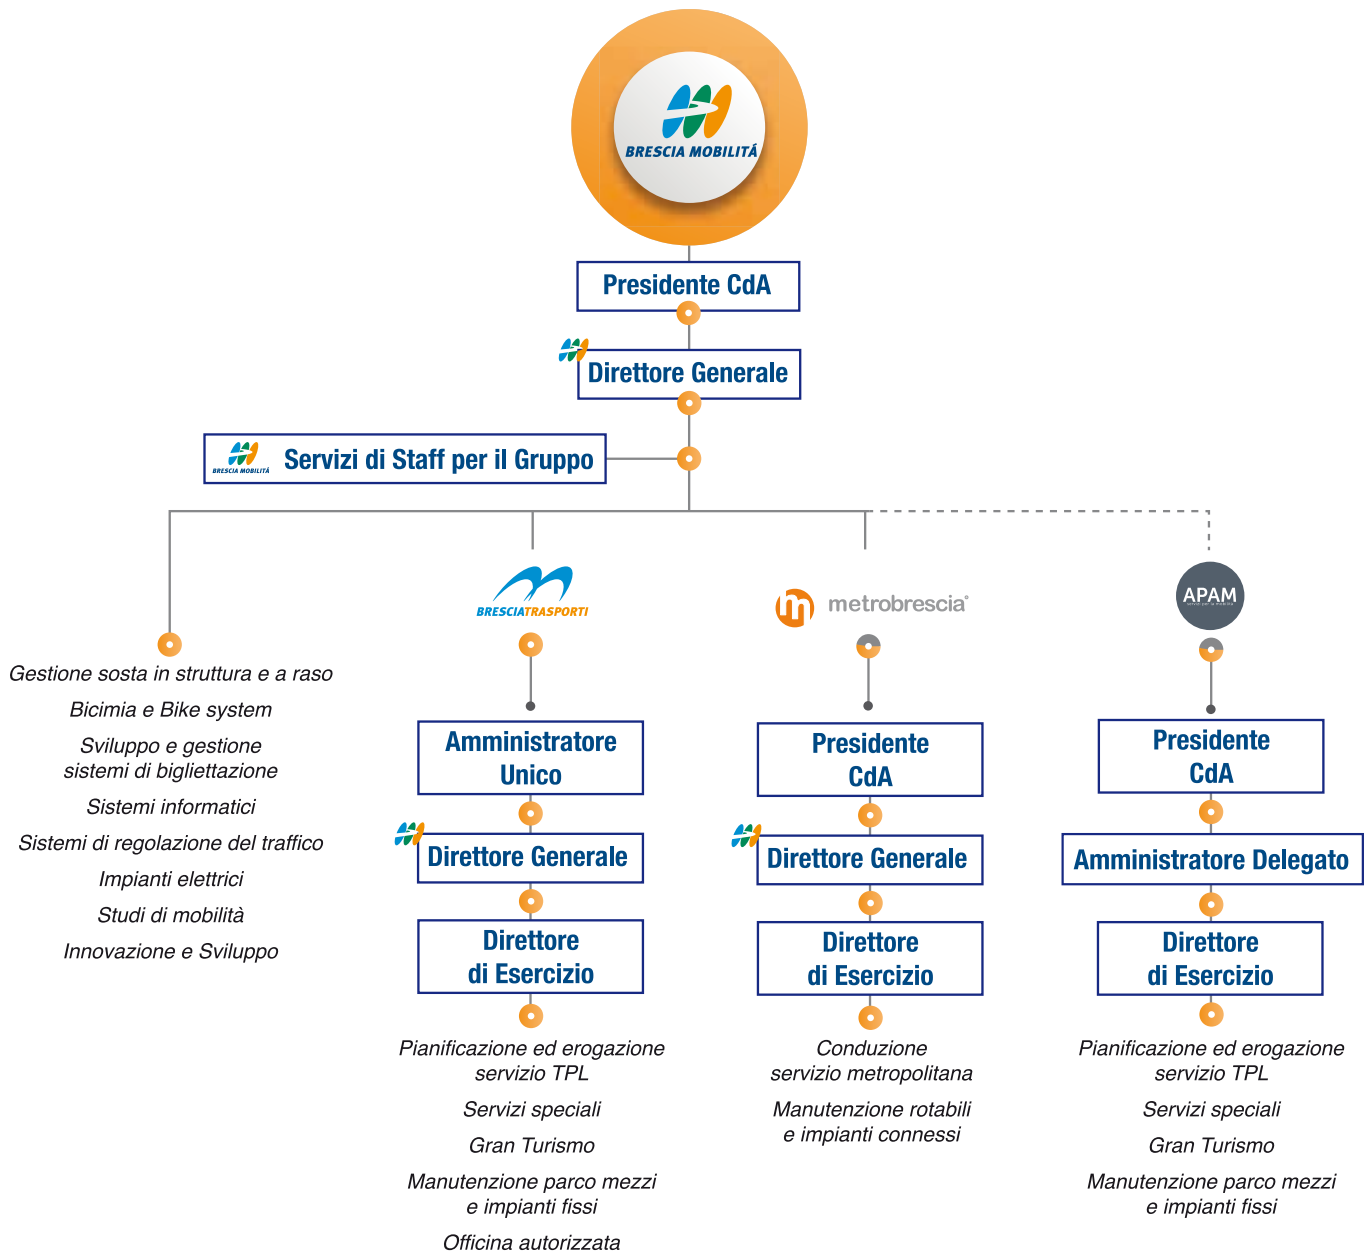 BRESCIA MOBILITÁ
Presidente CdA
Direttore Generale
BRESCIA MOBILITÁ
Servizi di Staff per il Gruppo
Gestione sosta in struttura e a raso
Bicimia e Bike system
Sviluppo e gestione
sistemi di bigliettazione
Sistemi informatici
Sistemi di regolazione del traffico
Impianti elettrici
Studi di mobilità
Innovazione e Sviluppo
BRESCIATRASPORTI
Amministratore
Unico
Direttore Generale
Direttore
di Esercizio
Pianificazione ed erogazione
servizio TPL
Servizi speciali
Gran Turismo
Manutenzione parco mezzi
e impianti fissi
Officina autorizzata
m metrobrescia
Presidente
CdA
Direttore Generale
Direttore
di Esercizio
Conduzione
servizio metropolitana
Manutenzione rotabili
e impianti connessi
APAM
servizi per la mobilità
Presidente
CdA
Amministratore Delegato
Direttore
di Esercizio
Pianificazione ed erogazione
servizio TPL
Servizi speciali
Gran Turismo
Manutenzione parco mezzi
e impianti fissi